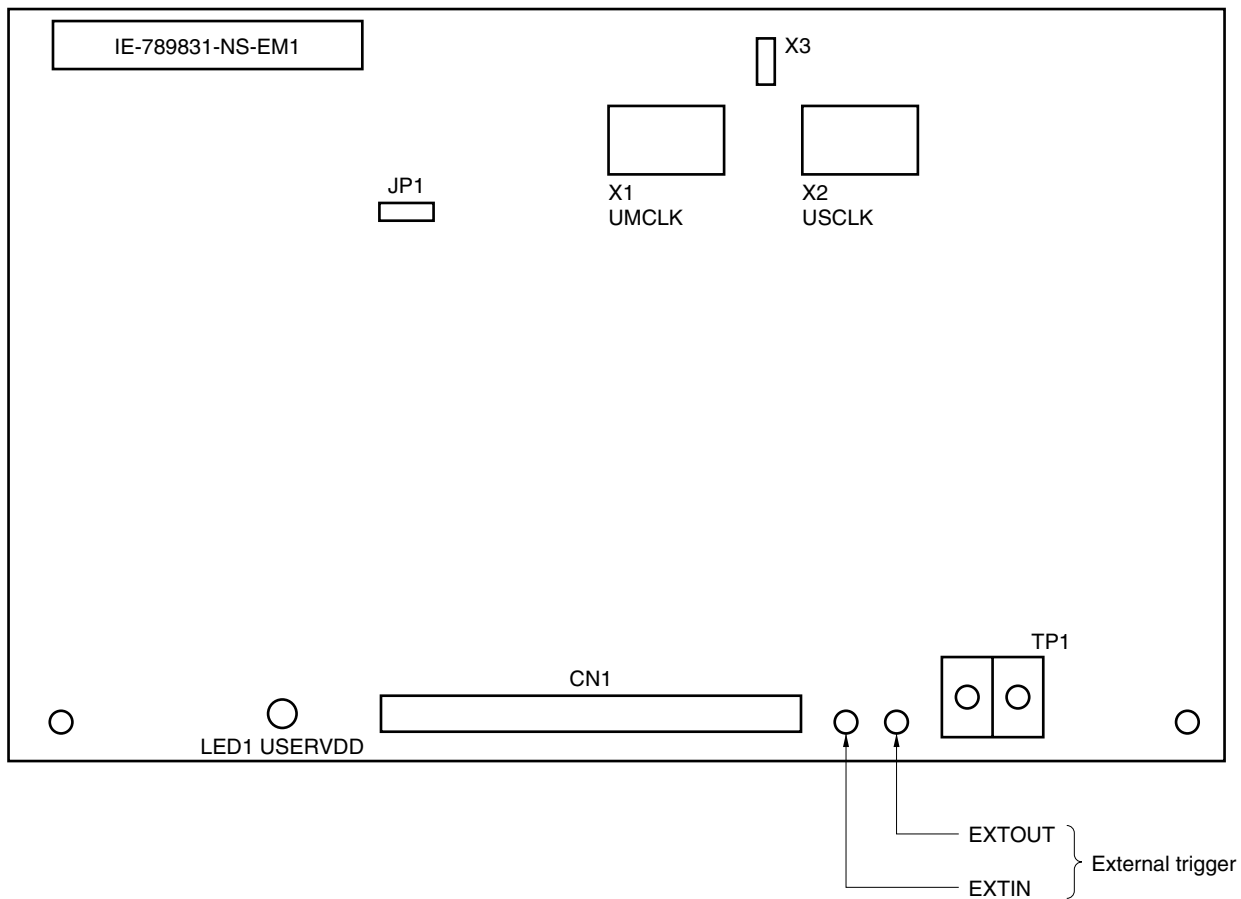 IE-789831-NS-EM1
X3
JP1
X1
UMCLK
X2
USCLK
TP1
CN1
LED1 USERVDD
EXTOUT
External trigger
EXTIN